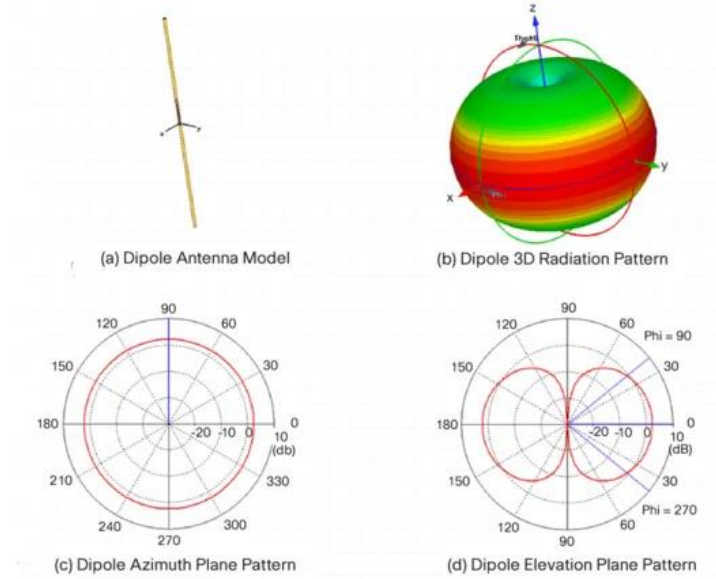 z
Theta
y
x
x
y
Phi
(a) Dipole Antenna Model
(b) Dipole 3D Radiation Pattern
90
120
60
150
30
180
-20 -10 0 10
0
(db)
210
330
240
300
270
(c) Dipole Azimuth Plane Pattern
90
120
60
Phi = 90
150
30
180
-20 -10 0 10
0
(dB)
150
30
Phi = 270
120
60
90
(d) Dipole Elevation Plane Pattern